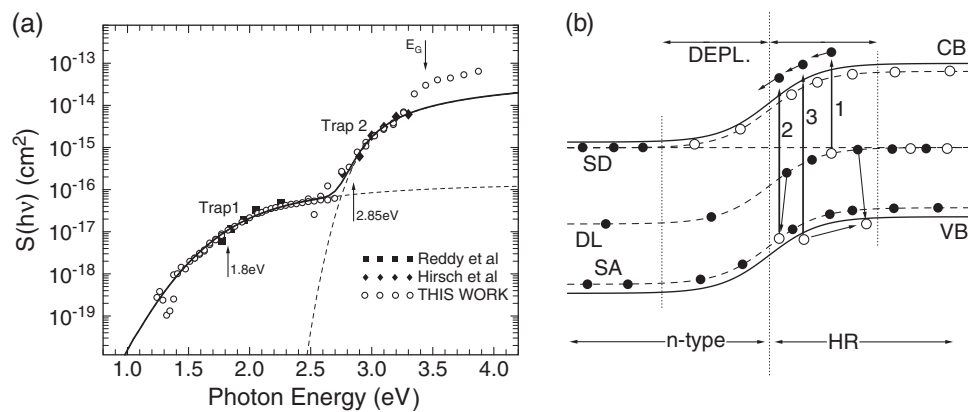 (a)
S(hν) (cm²)
10⁻¹³
10⁻¹⁴
10⁻¹⁵
10⁻¹⁶
10⁻¹⁷
10⁻¹⁸
10⁻¹⁹
E_G
Trap 2
Trap1
2.85eV
1.8eV
Reddy et al
Hirsch et al
THIS WORK
1.0 1.5 2.0 2.5 3.0 3.5 4.0
Photon Energy (eV)
(b)
DEPL.
CB
2 3 1
SD
DL
SA
VB
n-type
HR